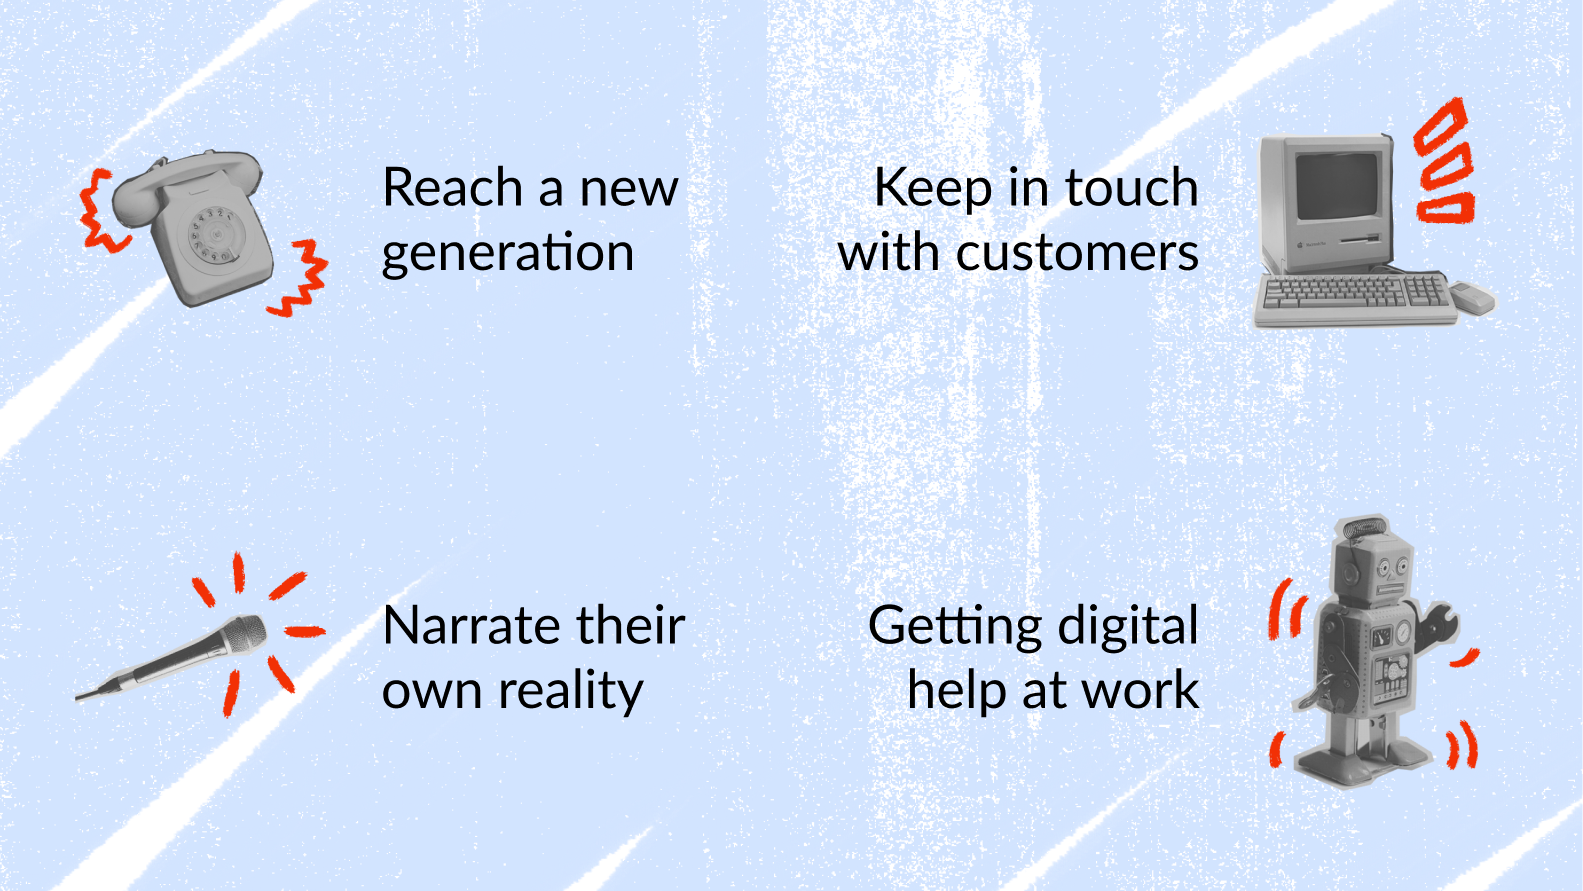 Reach a new
generation
Keep in touch
with customers
Narrate their
own reality
Getting digital
help at work